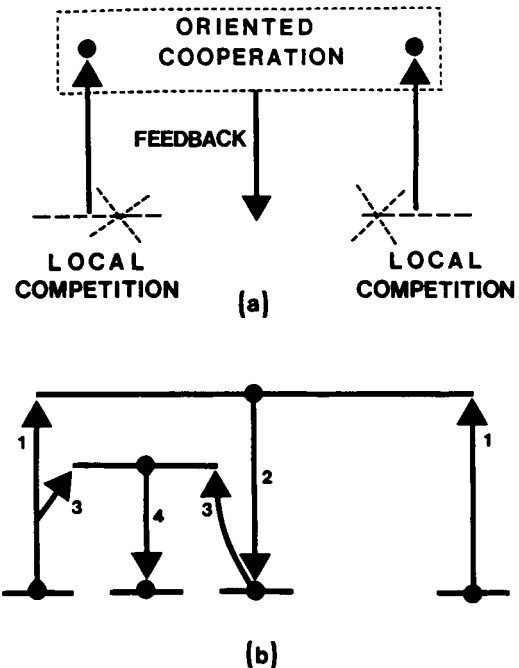 ORIENTED
COOPERATION
FEEDBACK
LOCAL
COMPETITION
LOCAL
COMPETITION
(a)
1
3
4
3
2
1
(b)